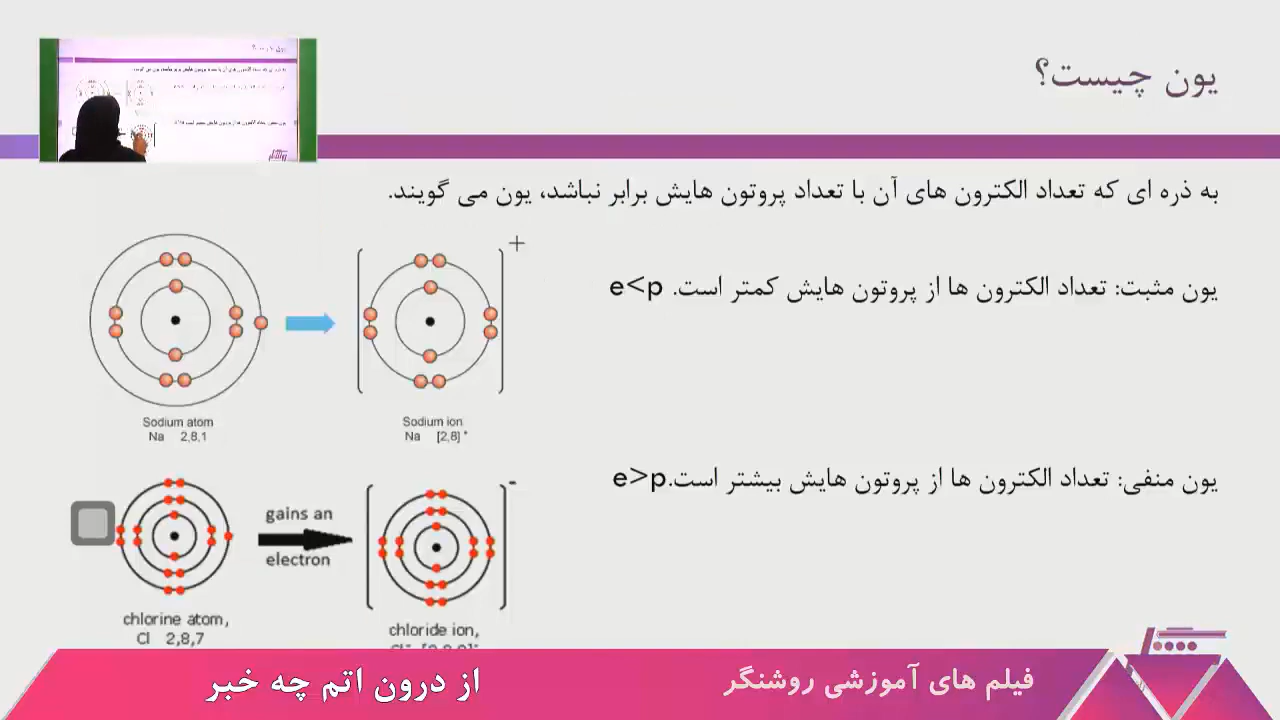 یون چیست؟
به ذره ای که تعداد الکترون های آن با تعداد پروتون هایش برابر نباشد، یون می گویند.
یون مثبت: تعداد الکترون ها از پروتون هایش کمتر است. e<p
+
Sodium atom
Na 2,8,1
Sodium ion
Na [2,8]⁺
یون منفی: تعداد الکترون ها از پروتون هایش بیشتر است.e>p
-
gains an
electron
chlorine atom,
Cl 2,8,7
chloride ion,
فیلم های آموزشی روشنگر
از درون اتم چه خبر